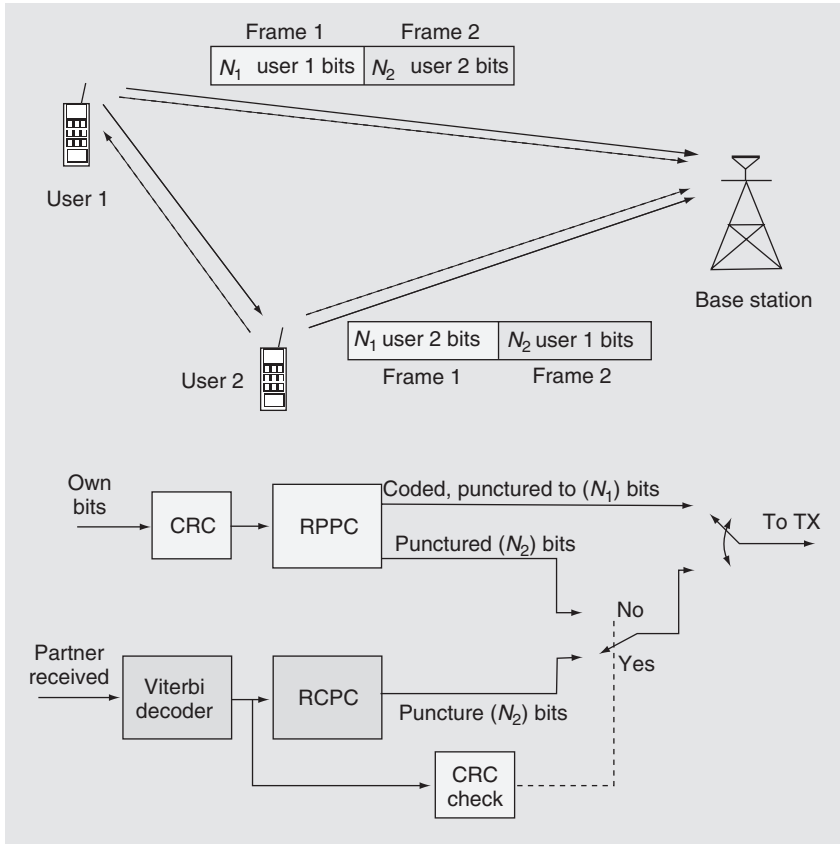 Frame 1 Frame 2
N₁ user 1 bits N₂ user 2 bits
User 1
Base station
N₁ user 2 bits N₂ user 1 bits
User 2
Frame 1 Frame 2
Own
bits
CRC
RPPC
Coded, punctured to (N₁) bits
To TX
Punctured (N₂) bits
No
Yes
Partner
received
Viterbi
decoder
RCPC
Puncture (N₂) bits
CRC
check